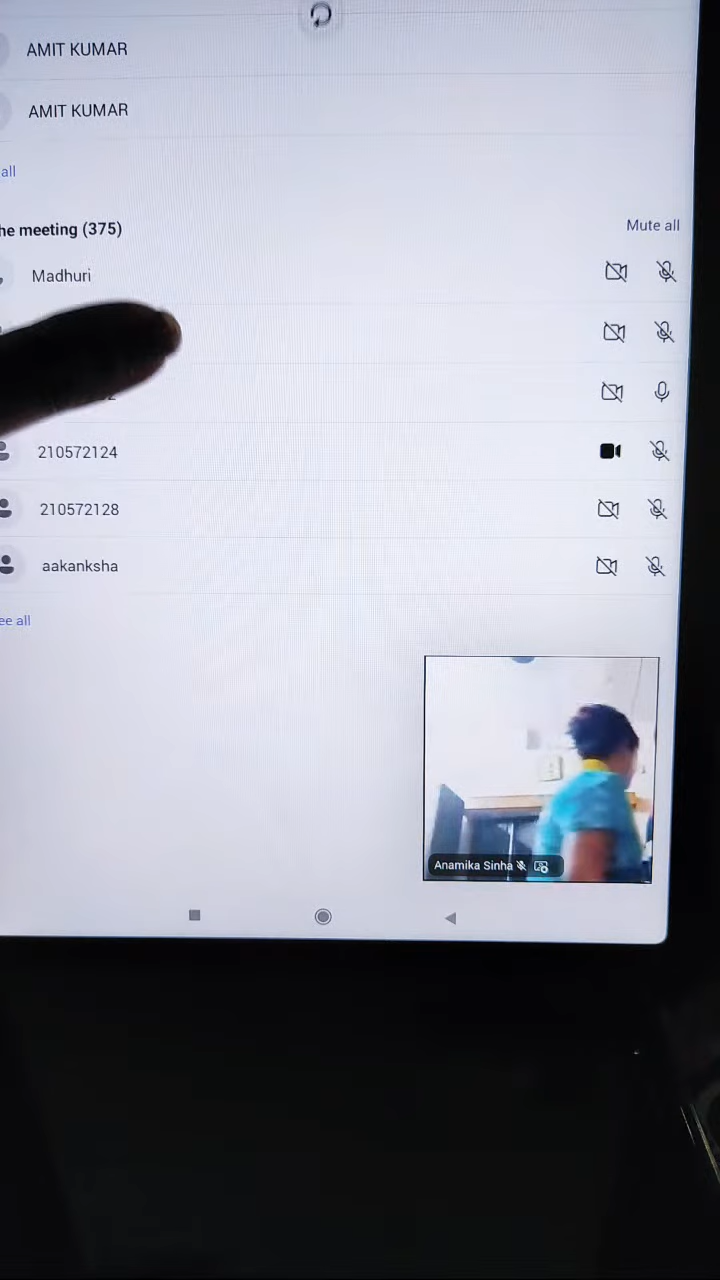 AMIT KUMAR
AMIT KUMAR
all
he meeting (375)
Mute all
Madhuri
210572124
210572128
aakanksha
ee all
Anamika Sinha